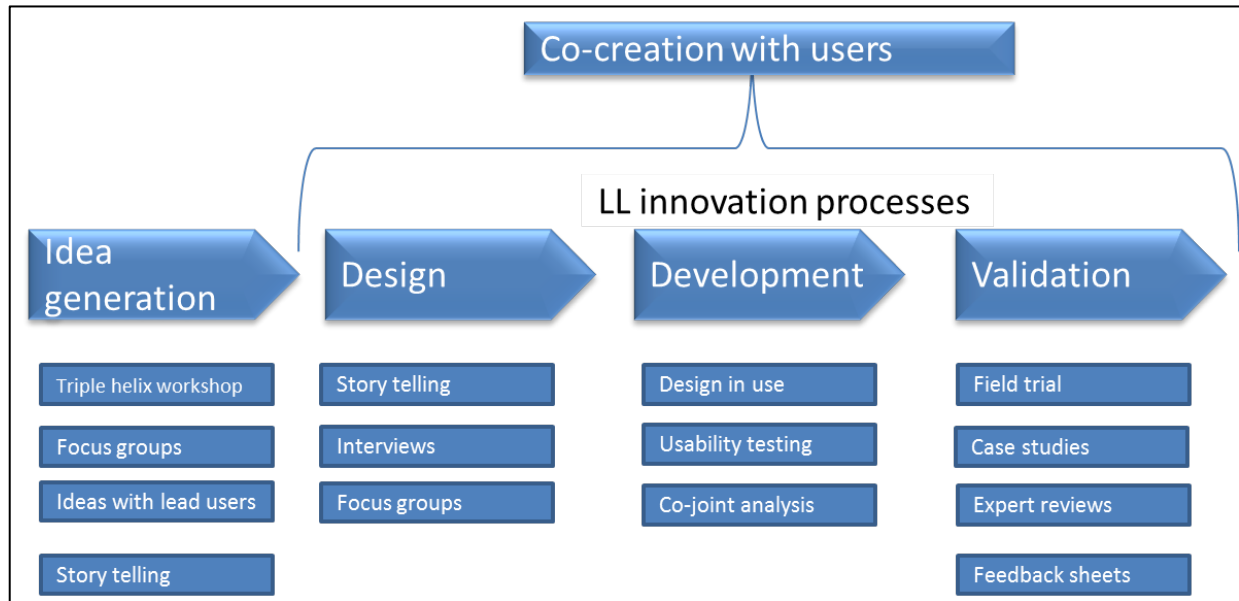 Co-creation with users
LL innovation processes
Idea
generation
Design
Development
Validation
Triple helix workshop
Story telling
Design in use
Field trial
Focus groups
Interviews
Usability testing
Case studies
Ideas with lead users
Focus groups
Co-joint analysis
Expert reviews
Story telling
Feedback sheets